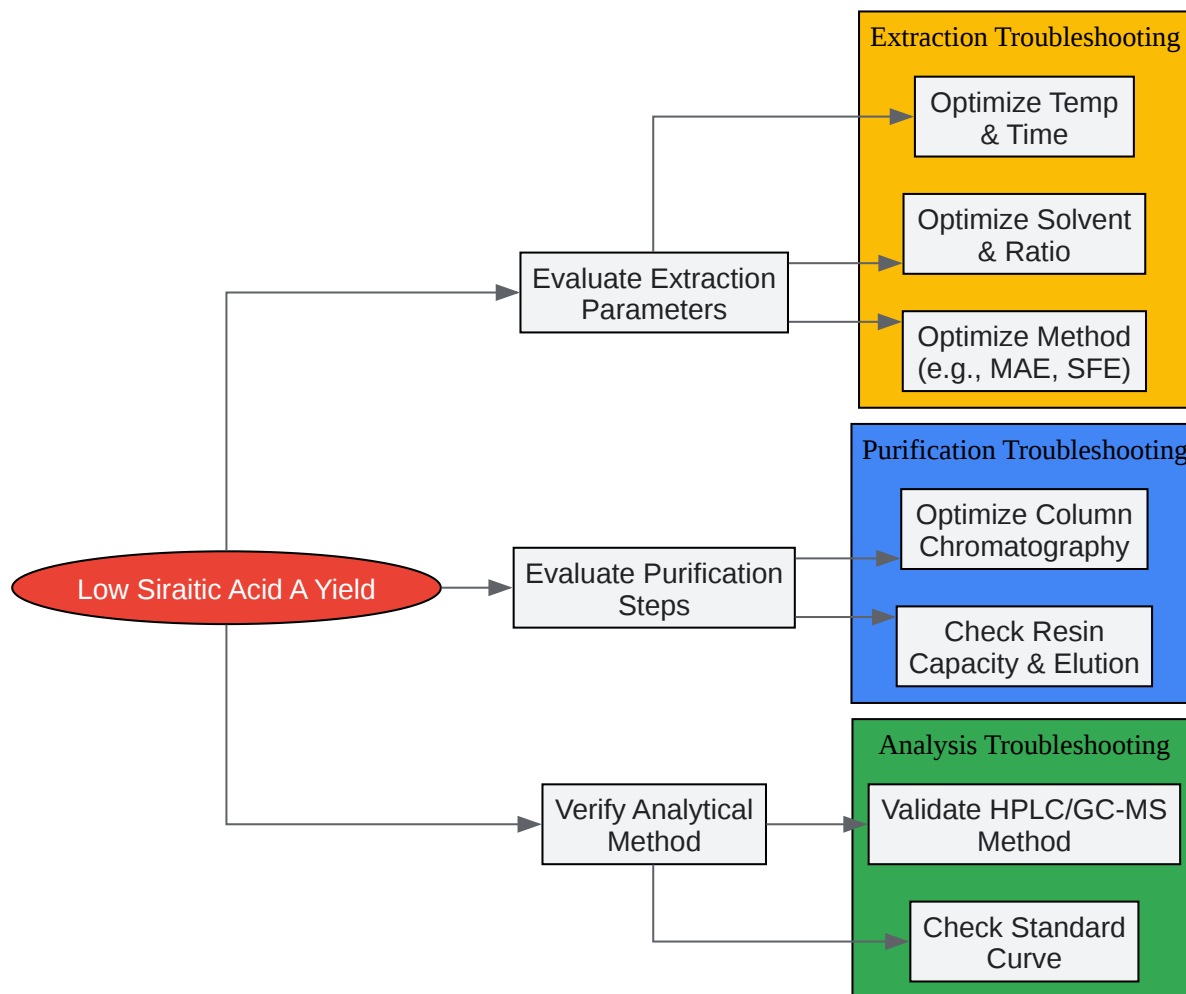 Low Siraitic Acid A Yield
Evaluate Extraction
Parameters
Evaluate Purification
Steps
Verify Analytical
Method
Extraction Troubleshooting
Optimize Temp
& Time
Optimize Solvent
& Ratio
Optimize Method
(e.g., MAE, SFE)
Purification Troubleshooting
Optimize Column
Chromatography
Check Resin
Capacity & Elution
Analysis Troubleshooting
Validate HPLC/GC-MS
Method
Check Standard
Curve